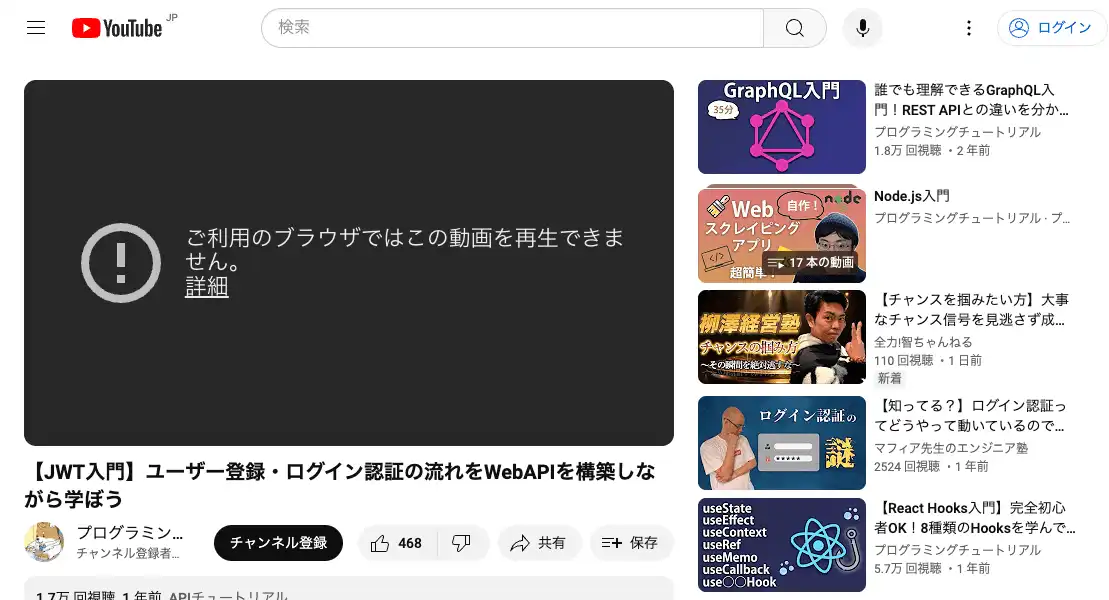 YouTube JP
検索
ログイン
ご利用のブラウザではこの動画を再生できま
せん。
詳細
【JWT入門】ユーザー登録・ログイン認証の流れをWebAPIを構築しな
がら学ぼう
プログラミン...
チャンネル登録者...
チャンネル登録
468
共有
保存
1.7万 回視聴 1 年前 APIチュートリアル
GraphQL入門
35分
誰でも理解できるGraphQL入
門！REST APIとの違いを分か...
プログラミングチュートリアル
1.8万 回視聴 ・2 年前
node
自作！
Web
スクレイピング
アプリ
</>
超簡単！
17 本の動画
Node.js入門
プログラミングチュートリアル · プ...
柳澤経営塾
チャンスの掴み方
～その瞬間を絶対逃すな～
【チャンスを掴みたい方】大事
なチャンス信号を見逃さず成...
全力!智ちゃんねる
110 回視聴 ・1 日前
新着
ログイン認証の
謎
【知ってる？】ログイン認証っ
てどうやって動いているので...
マフィア先生のエンジニア塾
2524 回視聴 ・1 年前
useState
useEffect
useContext
useRef
useMemo
useCallback
use◯◯Hook
【React Hooks入門】完全初心
者OK！8種類のHooksを学んで...
プログラミングチュートリアル
5.7万 回視聴 ・1 年前